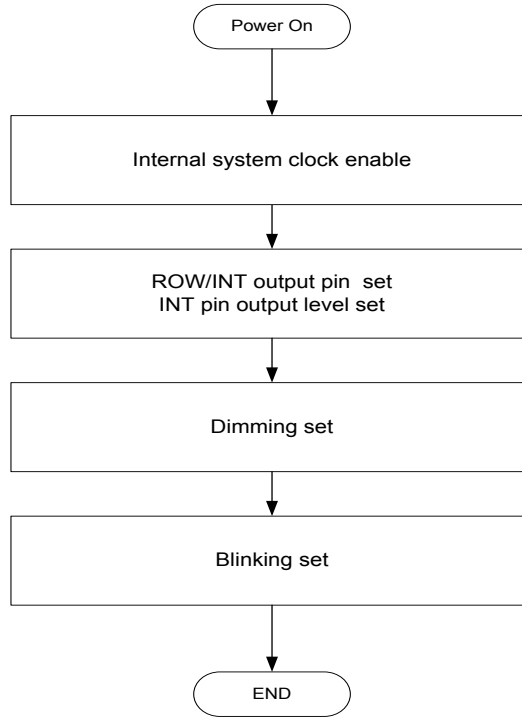 Power On
Internal system clock enable
ROW/INT output pin set
INT pin output level set
Dimming set
Blinking set
END